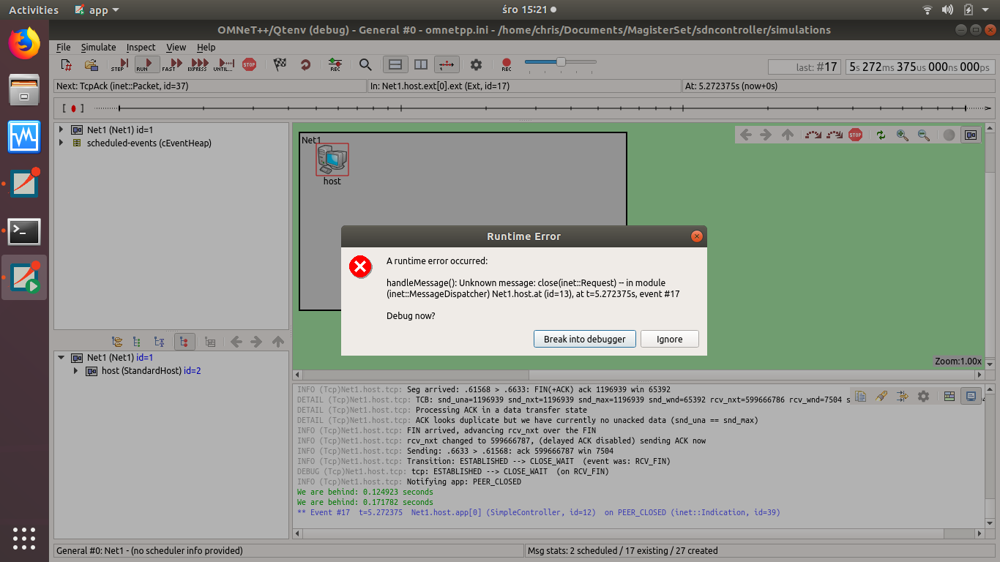 Activities app śro 15:21
OMNeT++/Qtenv (debug) - General #0 - omnetpp.ini - /home/chris/Documents/MagisterSet/sdncontroller/simulations
File Simulate Inspect View Help
STEP RUN FAST EXPRESS UNTIL... STOP REC REC last: #17 5s 272ms 375us 000ns 000ps
Next: TcpAck (inet::Packet, id=37) In: Net1.host.ext[0].ext (Ext, id=17) At: 5.272375s (now+0s)
Net1 (Net1) id=1
scheduled-events (cEventHeap)
Net1
STOP
host
Runtime Error
A runtime error occurred:
handleMessage(): Unknown message: close(inet::Request) -- in module
(inet::MessageDispatcher) Net1.host.at (id=13), at t=5.272375s, event #17
Debug now?
Break into debugger Ignore
Zoom:1.00x
Net1 (Net1) id=1
host (StandardHost) id=2
INFO (Tcp)Net1.host.tcp: Seg arrived: .61568 > .6633: FIN(+ACK) ack 1196939 win 65392
DETAIL (Tcp)Net1.host.tcp: TCB: snd_una=1196939 snd_nxt=1196939 snd_max=1196939 snd_wnd=65392 rcv_nxt=599666786 rcv_wnd=7504 s
DETAIL (Tcp)Net1.host.tcp: Processing ACK in a data transfer state
DETAIL (Tcp)Net1.host.tcp: ACK looks duplicate but we have currently no unacked data (snd_una == snd_max)
INFO (Tcp)Net1.host.tcp: FIN arrived, advancing rcv_nxt over the FIN
INFO (Tcp)Net1.host.tcp: rcv_nxt changed to 599666787, (delayed ACK disabled) sending ACK now
INFO (Tcp)Net1.host.tcp: Sending: .6633 > .61568: ack 599666787 win 7504
INFO (Tcp)Net1.host.tcp: Transition: ESTABLISHED --> CLOSE_WAIT (event was: RCV_FIN)
DEBUG (Tcp)Net1.host.tcp: tcp: ESTABLISHED --> CLOSE_WAIT (on RCV_FIN)
INFO (Tcp)Net1.host.tcp: Notifying app: PEER_CLOSED
We are behind: 0.124923 seconds
We are behind: 0.171782 seconds
** Event #17 t=5.272375 Net1.host.app[0] (SimpleController, id=12) on PEER_CLOSED (inet::Indication, id=39)
General #0: Net1 - (no scheduler info provided) Msg stats: 2 scheduled / 17 existing / 27 created